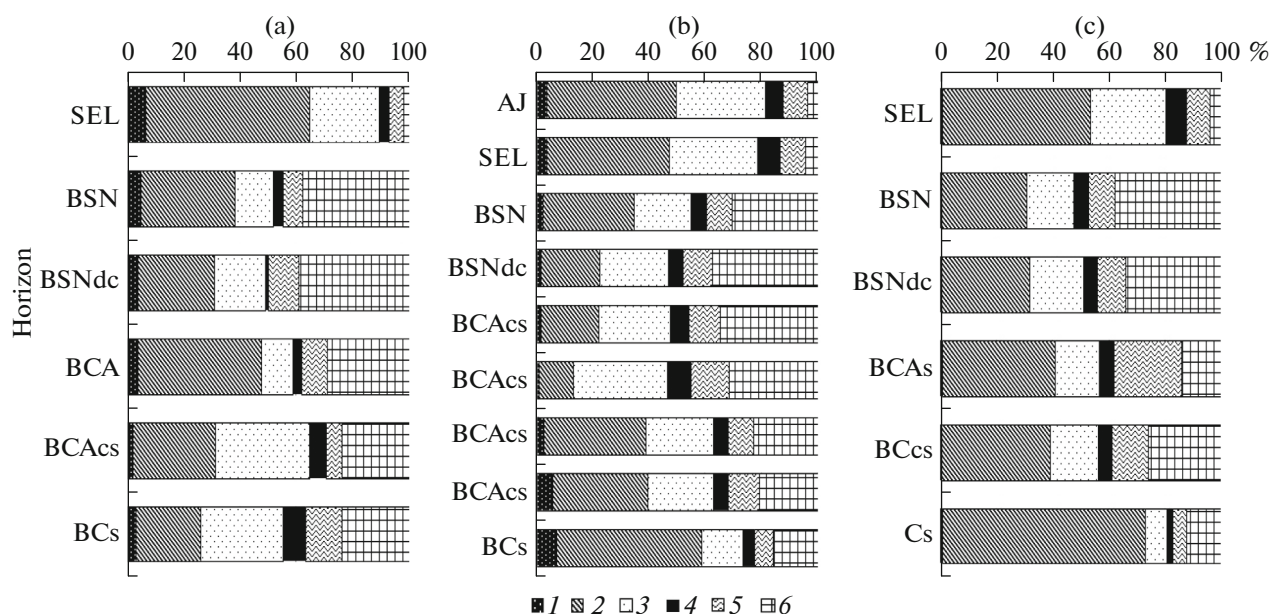 (a) (b) (c)
0 20 40 60 80 100 0 20 40 60 80 100 0 20 40 60 80 100 %
Horizon
SEL
BSN
BSNdc
BCA
BCAcs
BCs
AJ
SEL
BSN
BSNdc
BCAcs
BCAcs
BCAcs
BCAcs
BCs
SEL
BSN
BSNdc
BCAs
BCcs
Cs
1 2 3 4 5 6